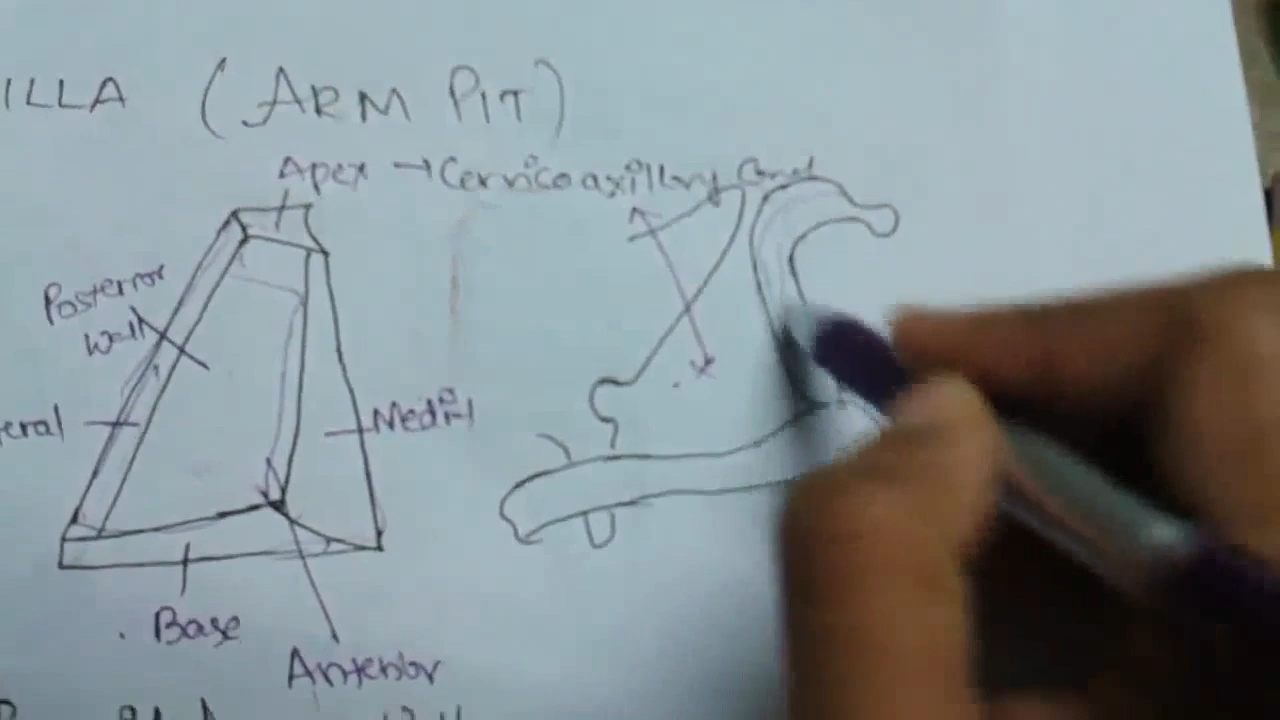 ILLA (ARM PIT)
Apex → Cervicoaxillary Canal
Posterior
Wall
eral
Medial
Base
Anterior